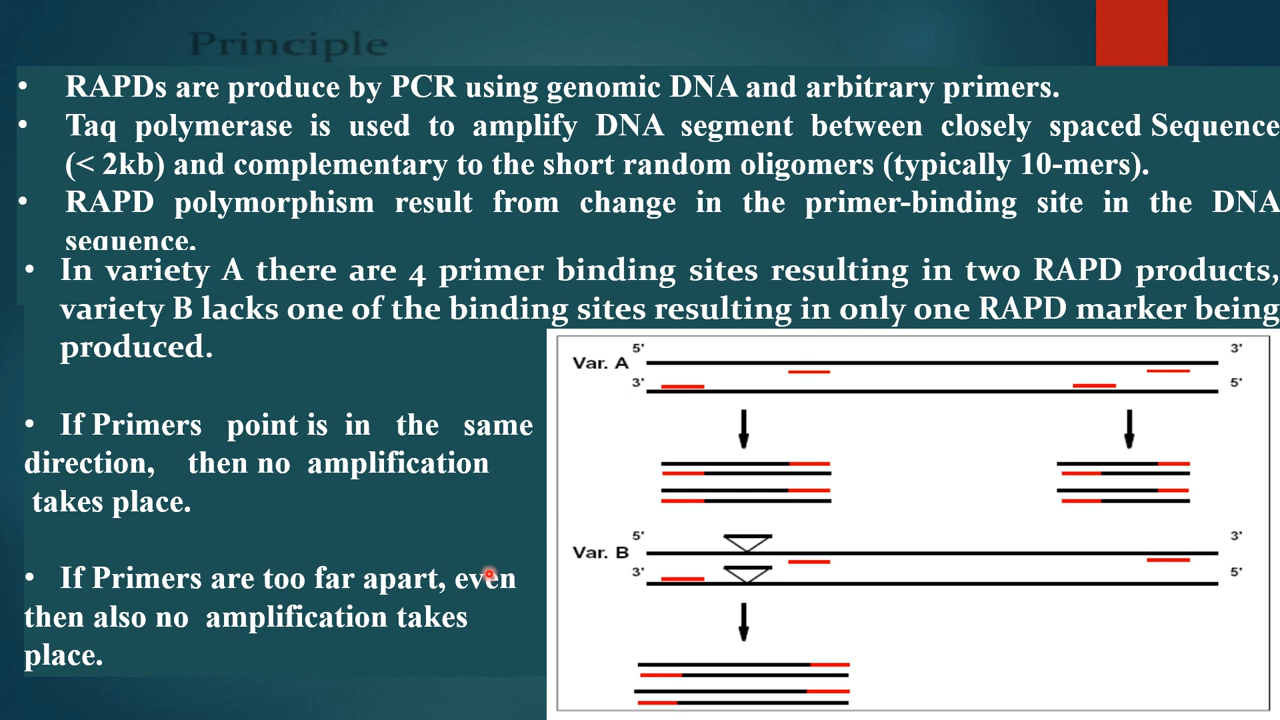 Principle
• RAPDs are produce by PCR using genomic DNA and arbitrary primers.
• Taq polymerase is used to amplify DNA segment between closely spaced Sequence
(< 2kb) and complementary to the short random oligomers (typically 10-mers).
• RAPD polymorphism result from change in the primer-binding site in the DNA
sequence.
• In variety A there are 4 primer binding sites resulting in two RAPD products,
variety B lacks one of the binding sites resulting in only one RAPD marker being
produced.
• If Primers point is in the same
direction, then no amplification
takes place.
• If Primers are too far apart, even
then also no amplification takes
place.
5' 3'
Var. A
3' 5'
5' 3'
Var. B
3' 5'